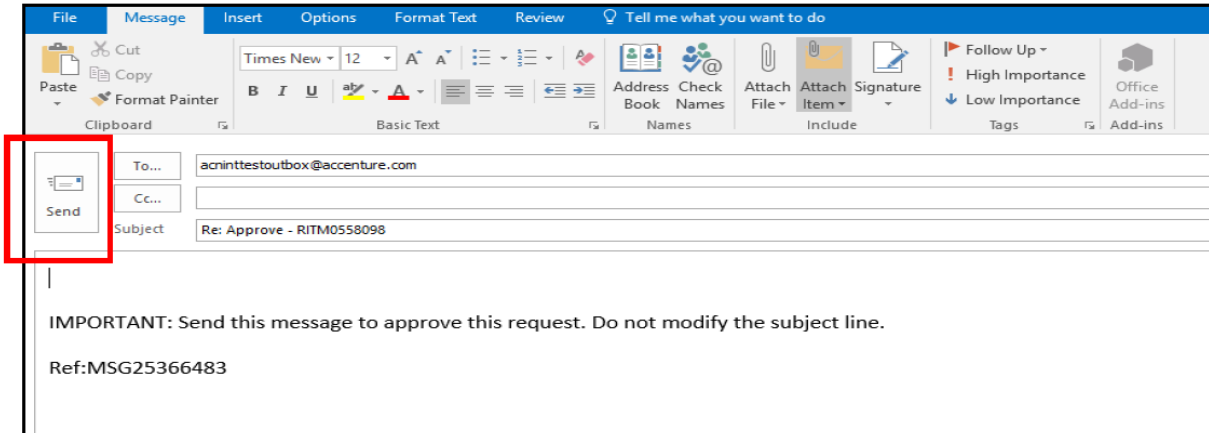 File Message Insert Options Format Text Review Tell me what you want to do
Cut
Copy
Format Painter
Paste
Clipboard
Times New 12
B I U
Basic Text
Address Book
Check Names
Names
Attach File
Attach Item
Signature
Include
Follow Up
High Importance
Low Importance
Tags
Office Add-ins
Add-ins
Send
To... acninttestoutbox@accenture.com
Cc...
Subject Re: Approve - RITM0558098
IMPORTANT: Send this message to approve this request. Do not modify the subject line.
Ref:MSG25366483